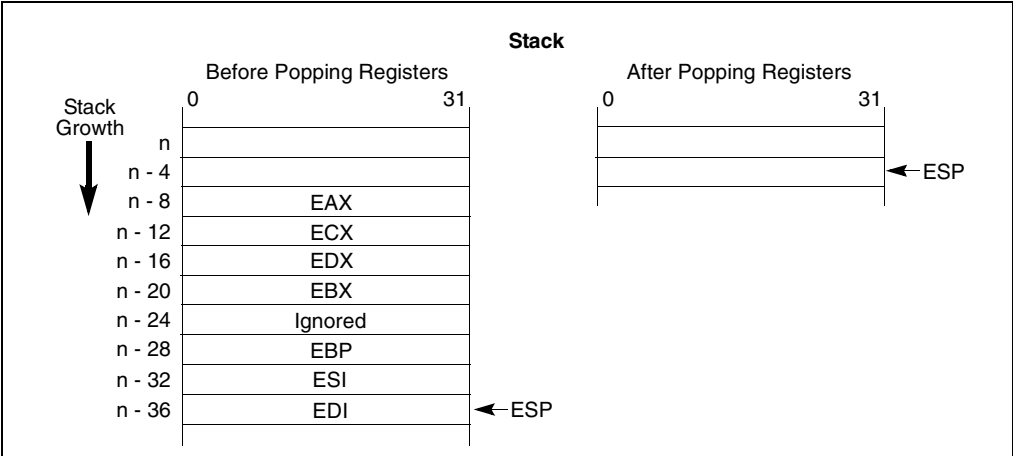 Stack
Before Popping Registers After Popping Registers
0 31 0 31
Stack
Growth
n
n - 4 ESP
n - 8 EAX
n - 12 ECX
n - 16 EDX
n - 20 EBX
n - 24 Ignored
n - 28 EBP
n - 32 ESI
n - 36 EDI ESP